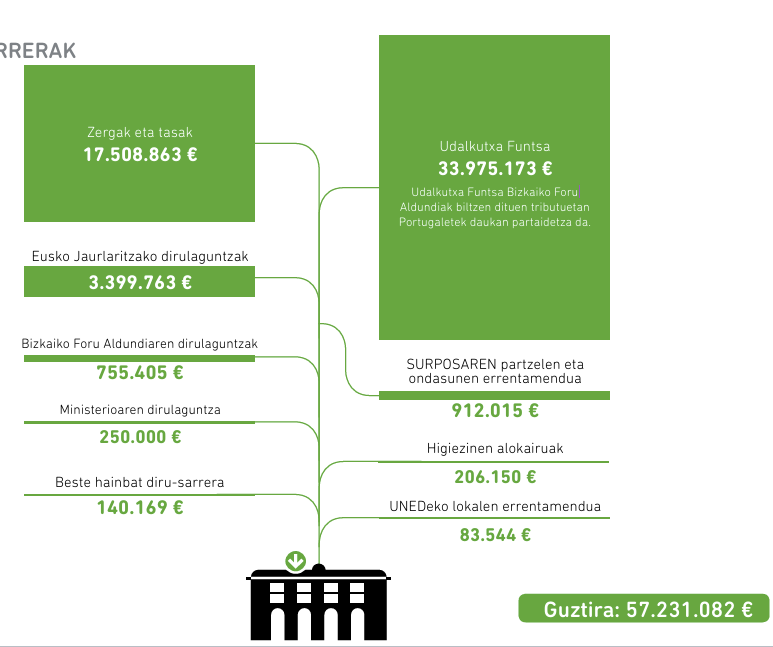 RRERAK
Zergak eta tasak
17.508.863 €
Eusko Jaurlaritzako dirulaguntzak
3.399.763 €
Bizkaiko Foru Aldundiaren dirulaguntzak
755.405 €
Ministerioaren dirulaguntza
250.000 €
Beste hainbat diru-sarrera
140.169 €
Udalkutxa Funtsa
33.975.173 €
Udalkutxa Funtsa Bizkaiko Foru
Aldundiak biltzen dituen tributuetan
Portugaletek daukan partaidetza da.
SURPOSAREN partzelen eta
ondasunen errentamendua
912.015 €
Higiezinen alokairuak
206.150 €
UNEDeko lokalen errentamendua
83.544 €
Guztira: 57.231.082 €